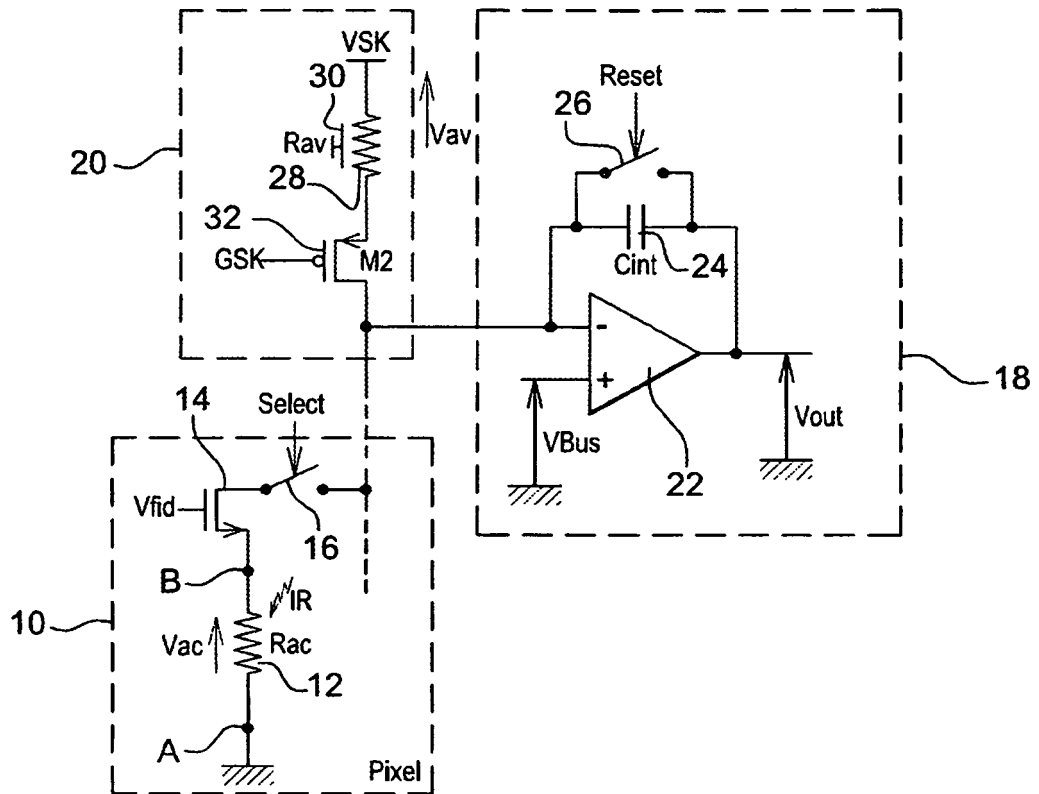 VSK
30
Rav
Vav
20
28
32
GSK
M2
Reset
26
Cint
24
-
+
22
VBus
Vout
18
14
Select
Vfid
16
B
IR
10
Vac
Rac
12
A
Pixel